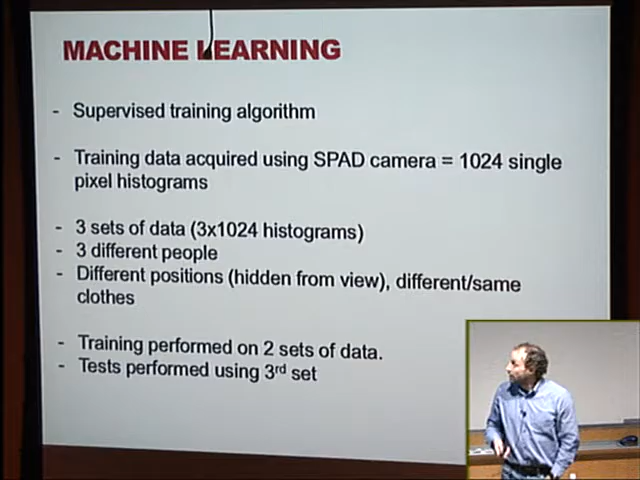 MACHINE LEARNING
- Supervised training algorithm
- Training data acquired using SPAD camera = 1024 single
pixel histograms
- 3 sets of data (3x1024 histograms)
- 3 different people
- Different positions (hidden from view), different/same
clothes
- Training performed on 2 sets of data.
- Tests performed using 3rd set